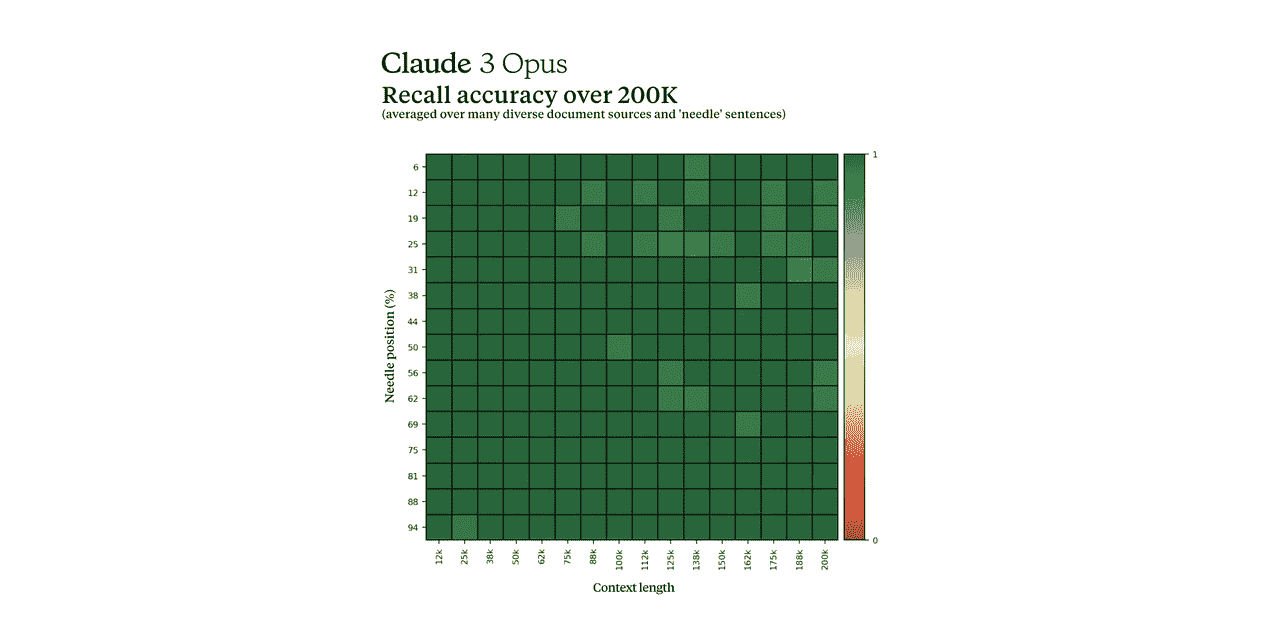 Claude 3 Opus
Recall accuracy over 200K
(averaged over many diverse document sources and 'needle' sentences)
1
6
12
19
25
31
38
44
50
56
62
69
75
81
88
94
Needle position (%)
0
12k
25k
38k
50k
62k
75k
88k
100k
112k
125k
138k
150k
162k
175k
188k
200k
Context length